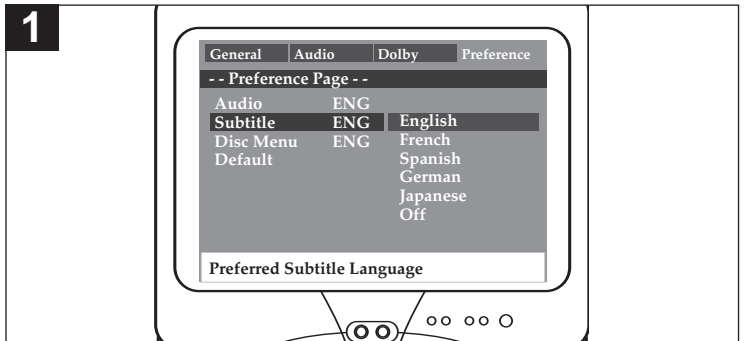 1
General Audio Dolby Preference
- - Preference Page - -
Audio ENG
Subtitle ENG English
Disc Menu ENG French
Default Spanish
German
Japanese
Off
Preferred Subtitle Language